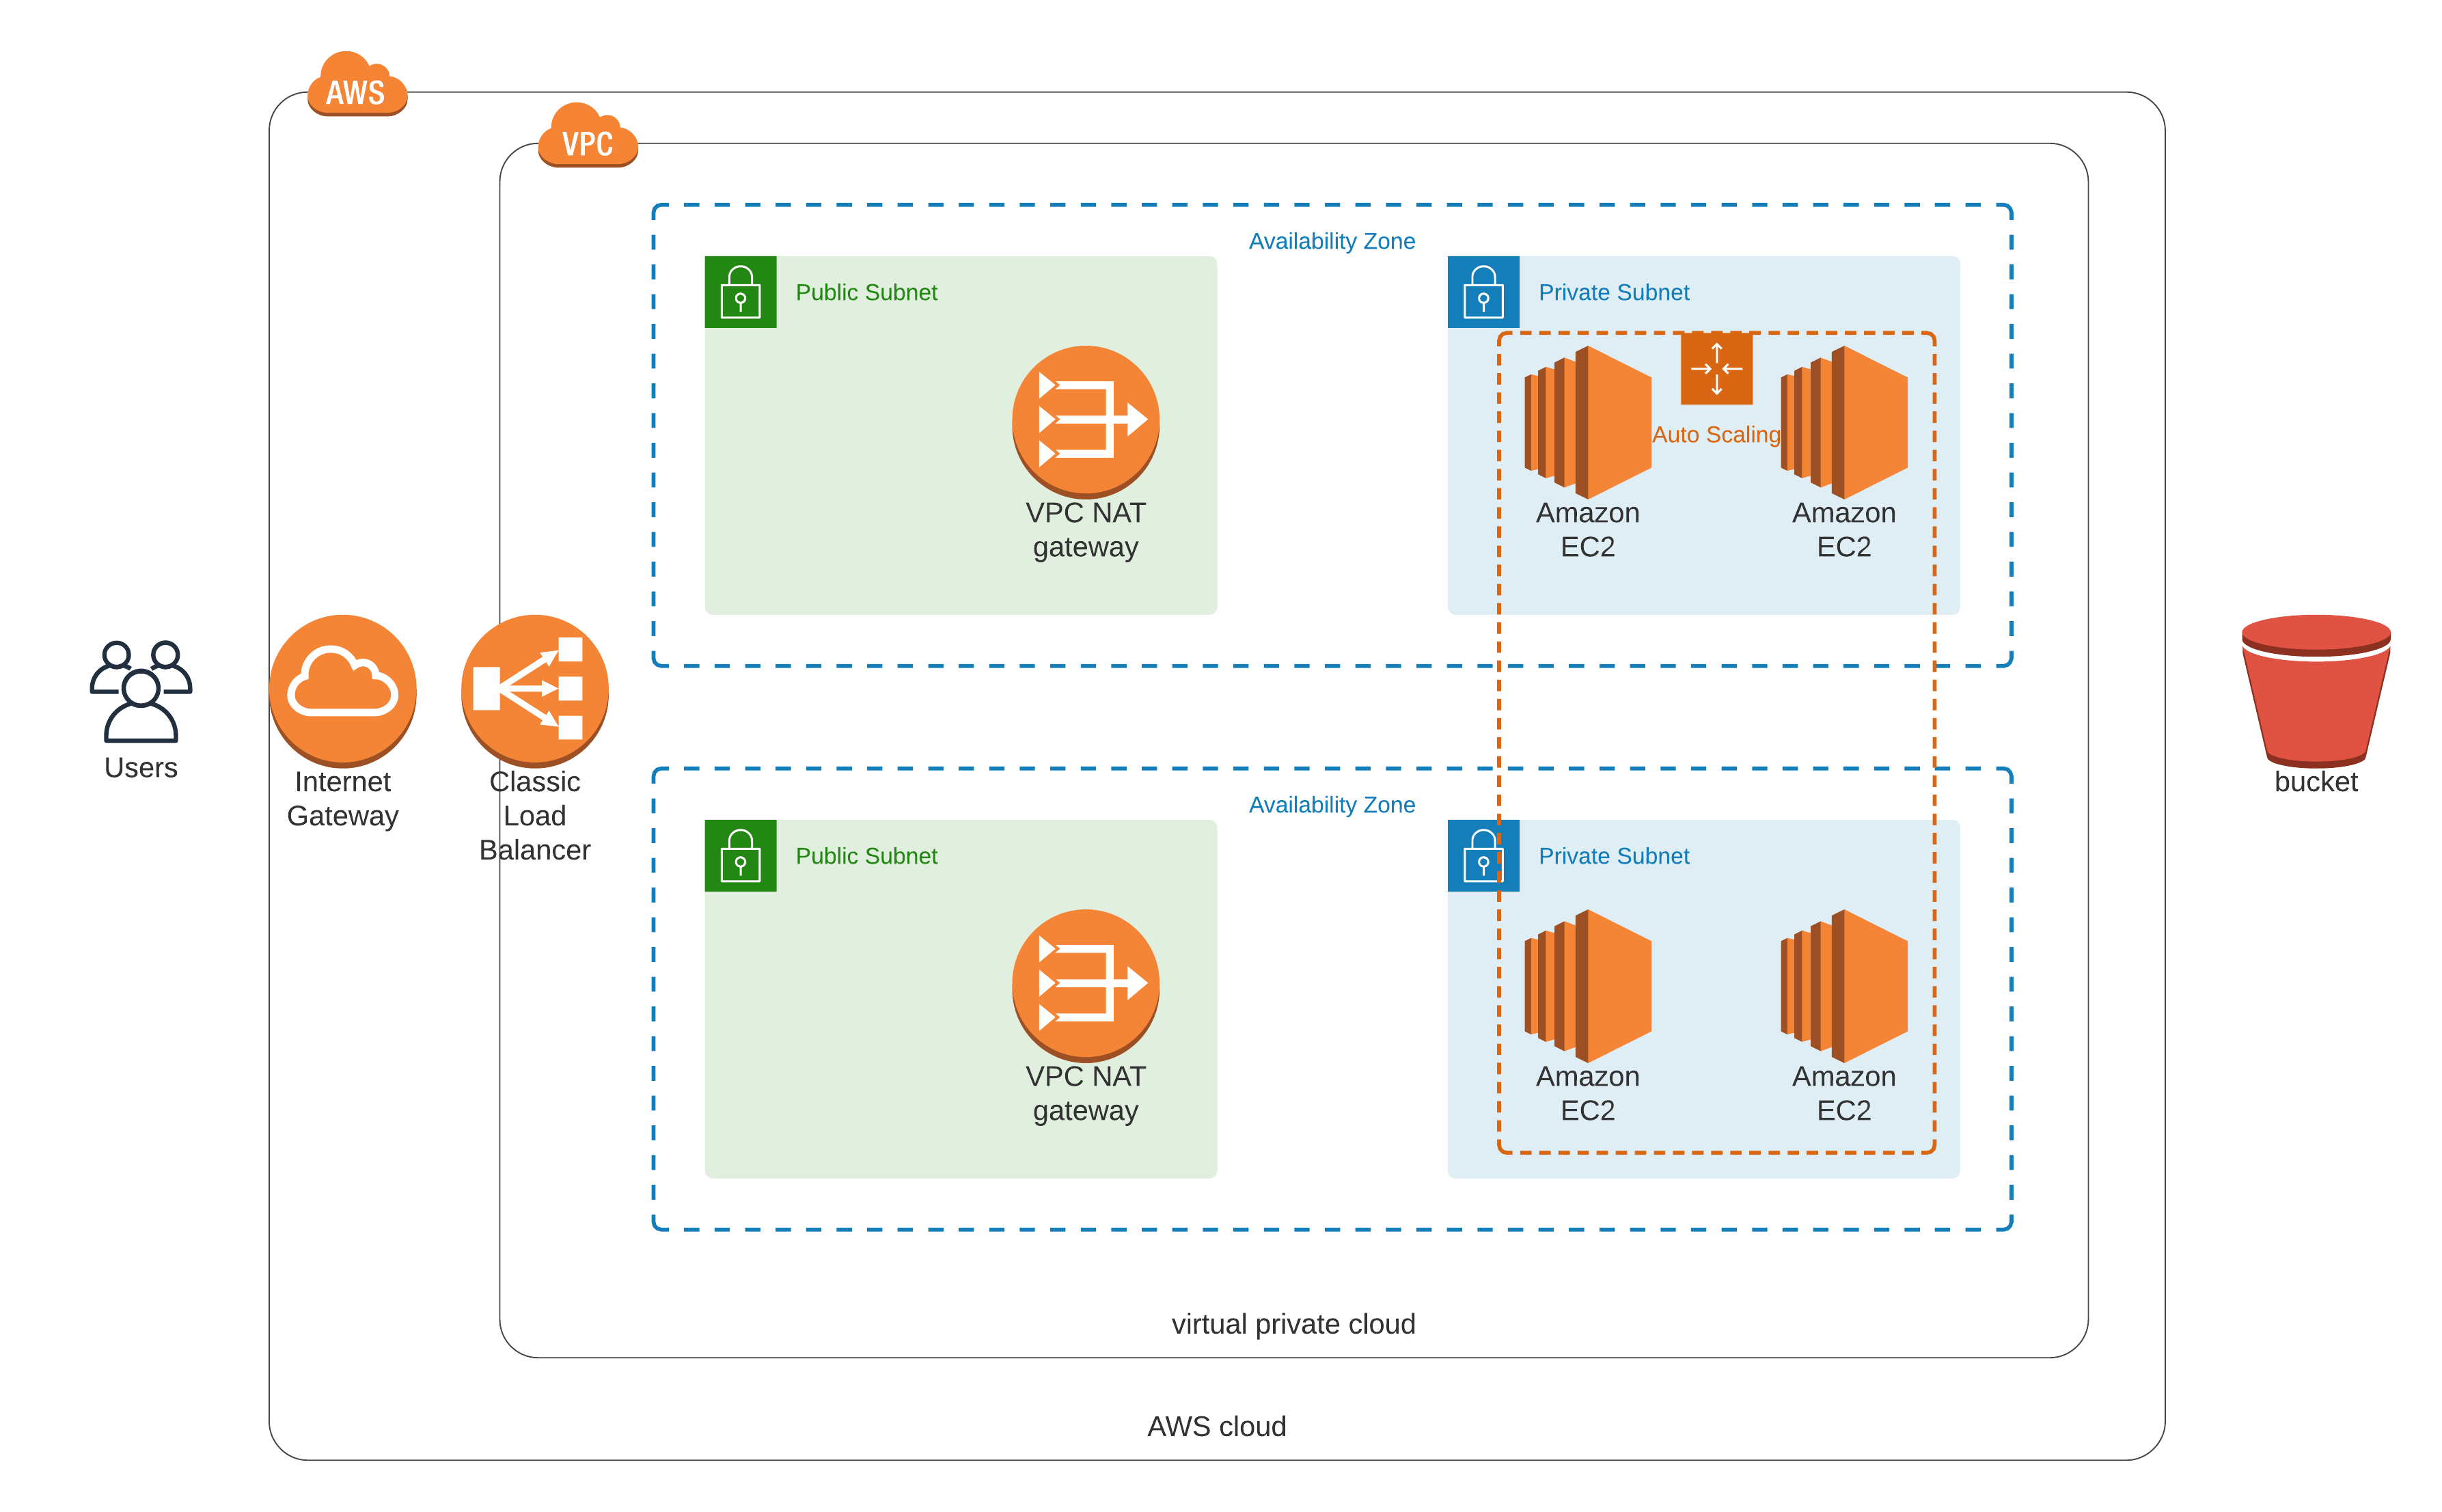 AWS
VPC
Availability Zone
Public Subnet
Private Subnet
Auto Scaling
VPC NAT
gateway
Amazon
EC2
Amazon
EC2
Users
Internet
Gateway
Classic
Load
Balancer
bucket
Availability Zone
Public Subnet
Private Subnet
VPC NAT
gateway
Amazon
EC2
Amazon
EC2
virtual private cloud
AWS cloud